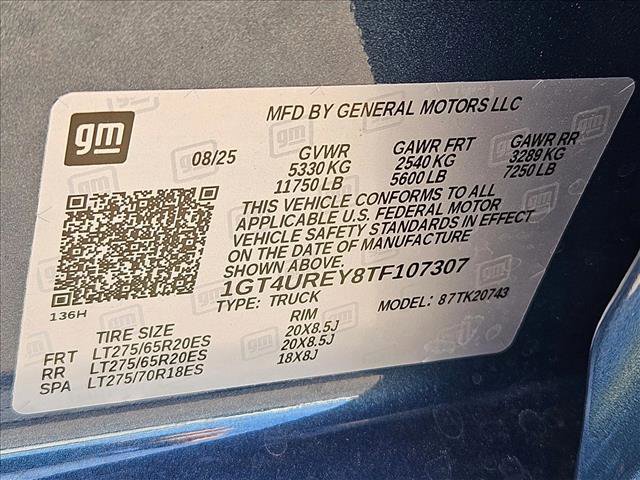 gm
MFD BY GENERAL MOTORS LLC
08/25 GVWR GAWR FRT GAWR RR
5330 KG 2540 KG 3289 KG
11750 LB 5600 LB 7250 LB
THIS VEHICLE CONFORMS TO ALL
APPLICABLE U.S. FEDERAL MOTOR
VEHICLE SAFETY STANDARDS IN EFFECT
ON THE DATE OF MANUFACTURE
SHOWN ABOVE.
1GT4UREY8TF107307
136H
TYPE: TRUCK MODEL: 87TK20743
TIRE SIZE RIM
FRT LT275/65R20ES 20X8.5J
RR LT275/65R20ES 20X8.5J
SPA LT275/70R18ES 18X8J